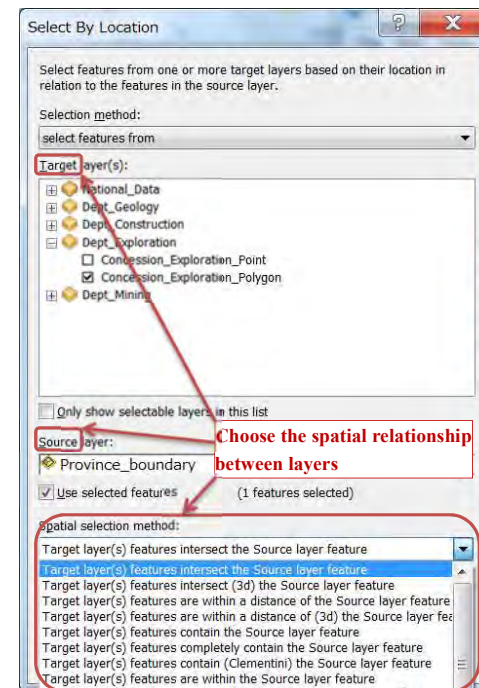 Select By Location
Select features from one or more target layers based on their location in
relation to the features in the source layer.
Selection method:
select features from
Target layer(s):
National_Data
Dept_Geology
Dept_Construction
Dept_Exploration
Concession_Exploration_Point
Concession_Exploration_Polygon
Dept_Mining
Only show selectable layers in this list
Source layer:
Choose the spatial relationship
between layers
Province_boundary
Use selected features (1 features selected)
Spatial selection method:
Target layer(s) features intersect the Source layer feature
Target layer(s) features intersect the Source layer feature
Target layer(s) features intersect (3d) the Source layer feature
Target layer(s) features are within a distance of the Source layer feature
Target layer(s) features are within a distance of (3d) the Source layer fea
Target layer(s) features contain the Source layer feature
Target layer(s) features completely contain the Source layer feature
Target layer(s) features contain (Clementini) the Source layer feature
Target layer(s) features are within the Source layer feature